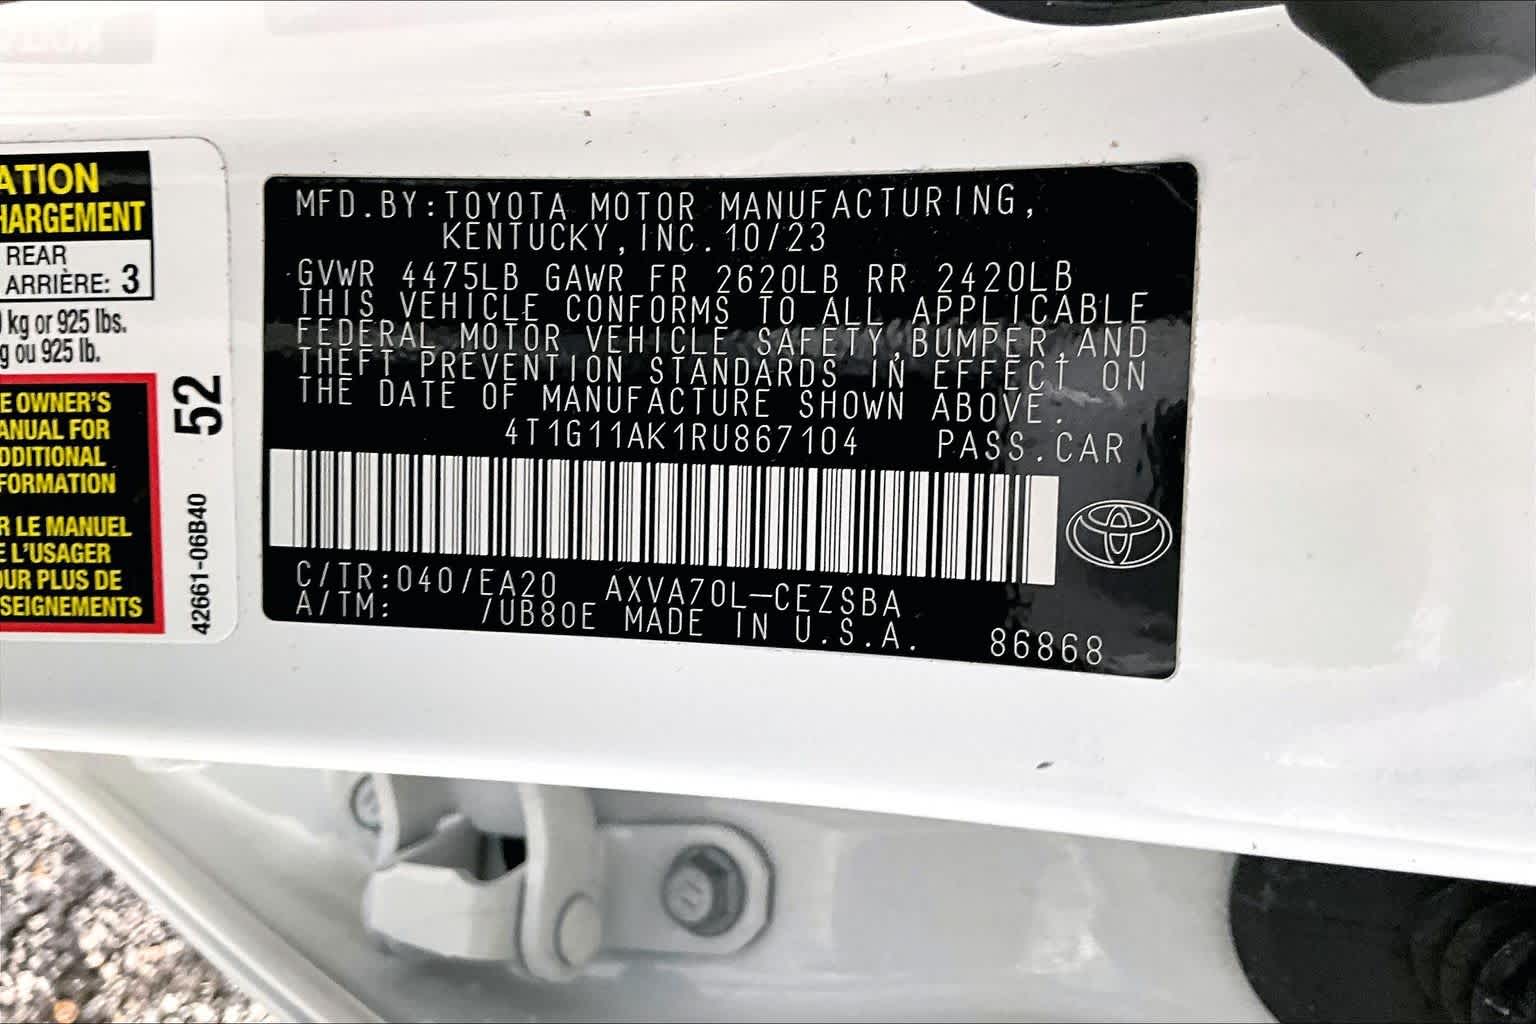 ATION
HARGEMENT
REAR
ARRIÈRE: 3
kg or 925 lbs.
g ou 925 lb.
E OWNER'S
ANUAL FOR
DDITIONAL
FORMATION
R LE MANUEL
E L'USAGER
OUR PLUS DE
SEIGNEMENTS
52
42661-06B40
MFD.BY:TOYOTA MOTOR MANUFACTURING,
KENTUCKY,INC.10/23
GVWR 4475LB GAWR FR 2620LB RR 2420LB
THIS VEHICLE CONFORMS TO ALL APPLICABLE
FEDERAL MOTOR VEHICLE SAFETY,BUMPER,AND
THEFT PREVENTION STANDARDS IN EFFECT ON
THE DATE OF MANUFACTURE SHOWN ABOVE.
4T1G11AK1RU867104 PASS.CAR
C/TR:040/EA20 AXVA70L-CEZSBA
A/TM: /UB80E MADE IN U.S.A. 86868